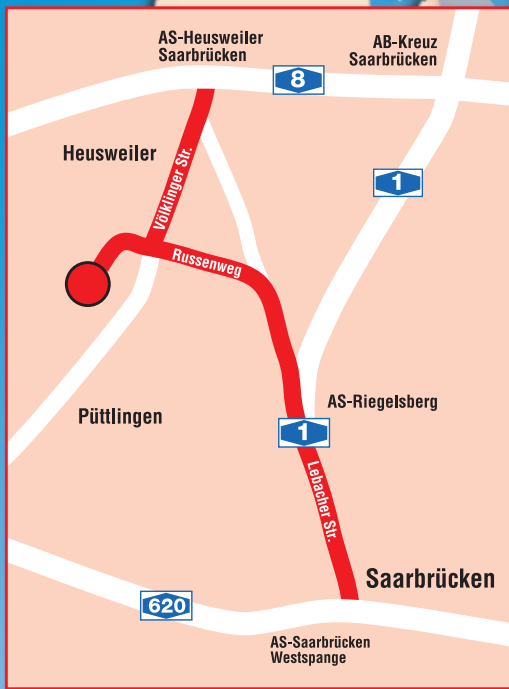 AS-Heusweiler
Saarbrücken
AB-Kreuz
Saarbrücken
8
Heusweiler
Völklinger Str.
1
Russenweg
Püttlingen
AS-Riegelsberg
1
Lebacher Str.
Saarbrücken
620
AS-Saarbrücken
Westspange